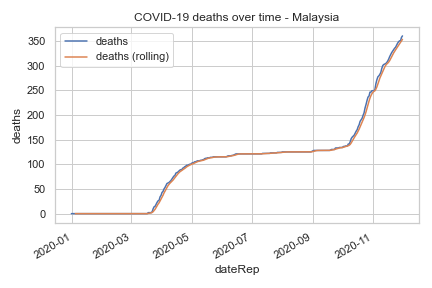 COVID-19 deaths over time - Malaysia
deaths
deaths (rolling)
350
300
250
200
150
100
50
0
deaths
2020-01
2020-03
2020-05
2020-07
2020-09
2020-11
dateRep